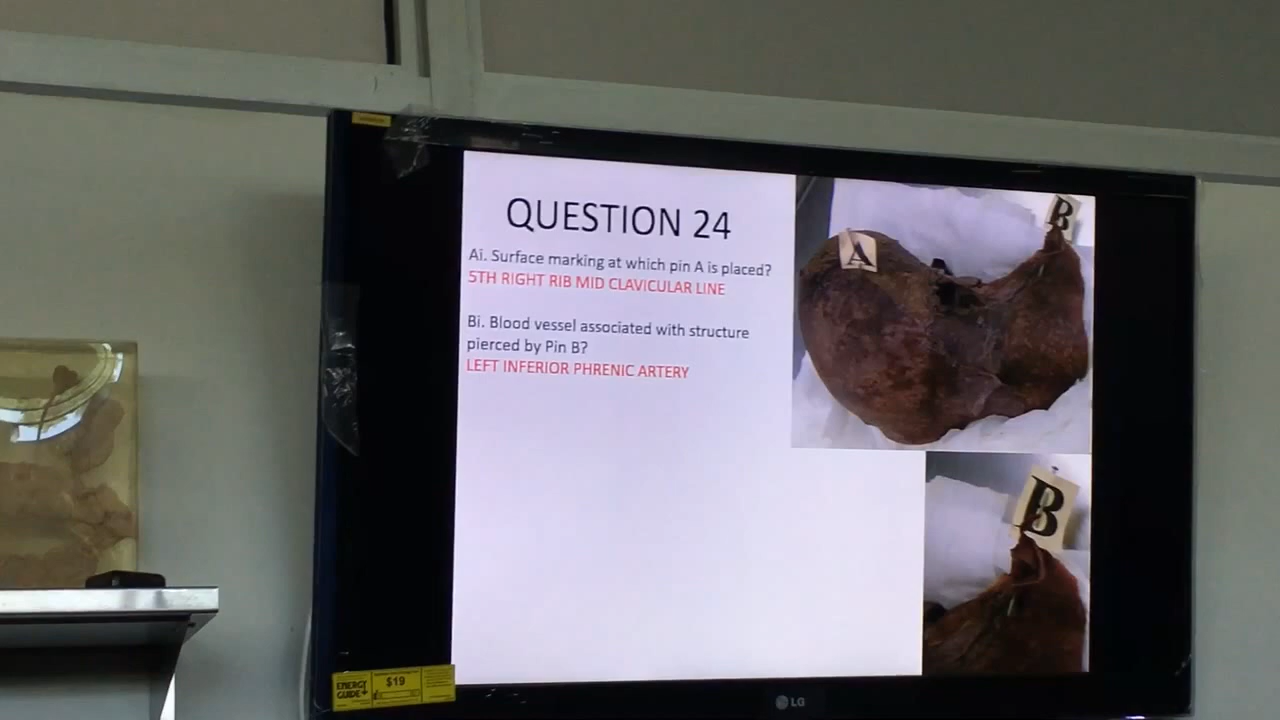 QUESTION 24
Ai. Surface marking at which pin A is placed?
5TH RIGHT RIB MID CLAVICULAR LINE
Bi. Blood vessel associated with structure
pierced by Pin B?
LEFT INFERIOR PHRENIC ARTERY
A
B
B
ENERGY
GUIDE
$19
LG